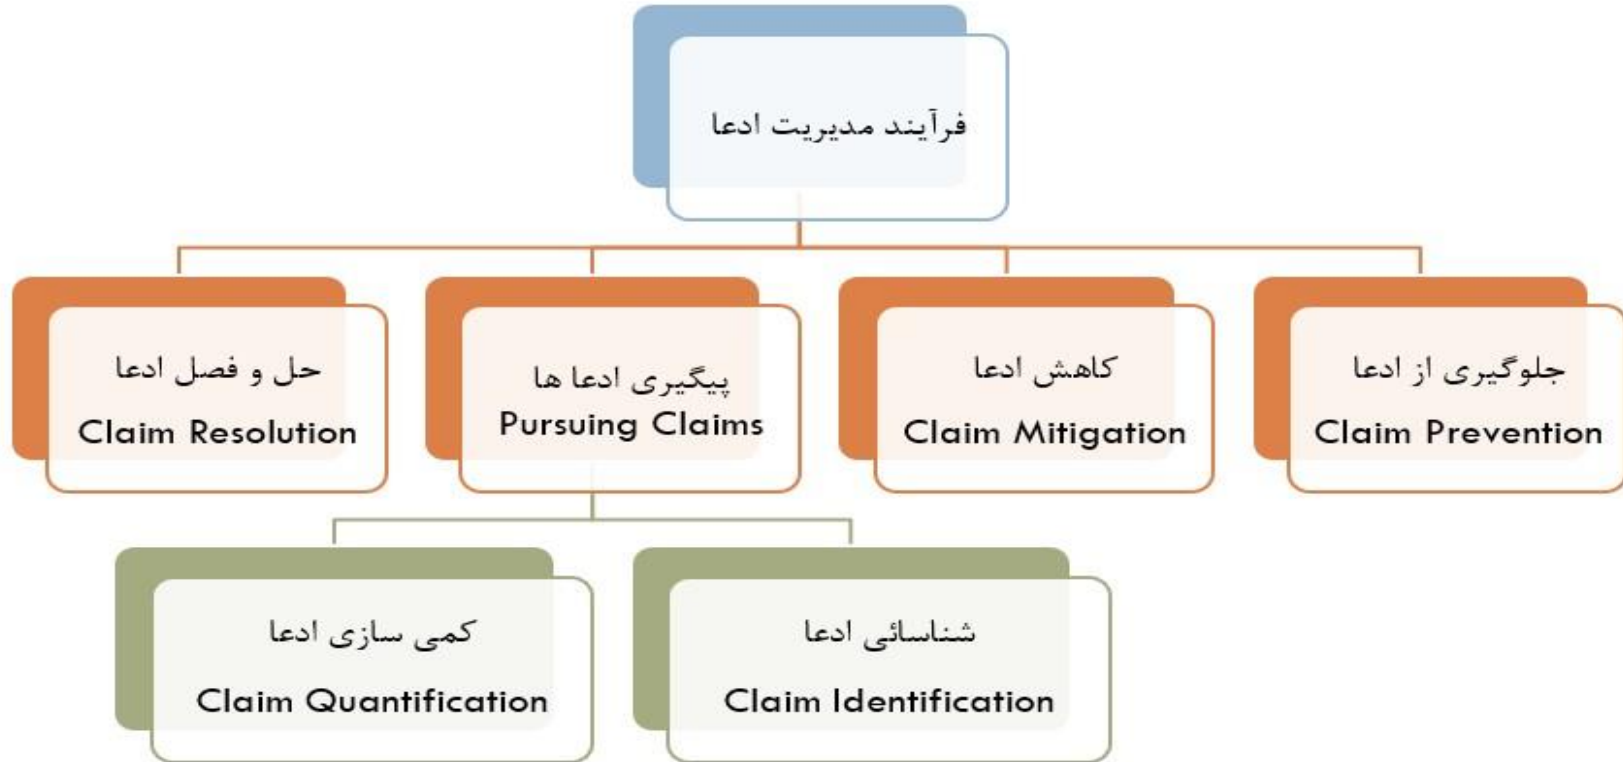 فرآیند مدیریت ادعا
جلوگیری از ادعا
Claim Prevention
کاهش ادعا
Claim Mitigation
پیگیری ادعا ها
Pursuing Claims
حل و فصل ادعا
Claim Resolution
شناسائی ادعا
Claim Identification
کمی سازی ادعا
Claim Quantification